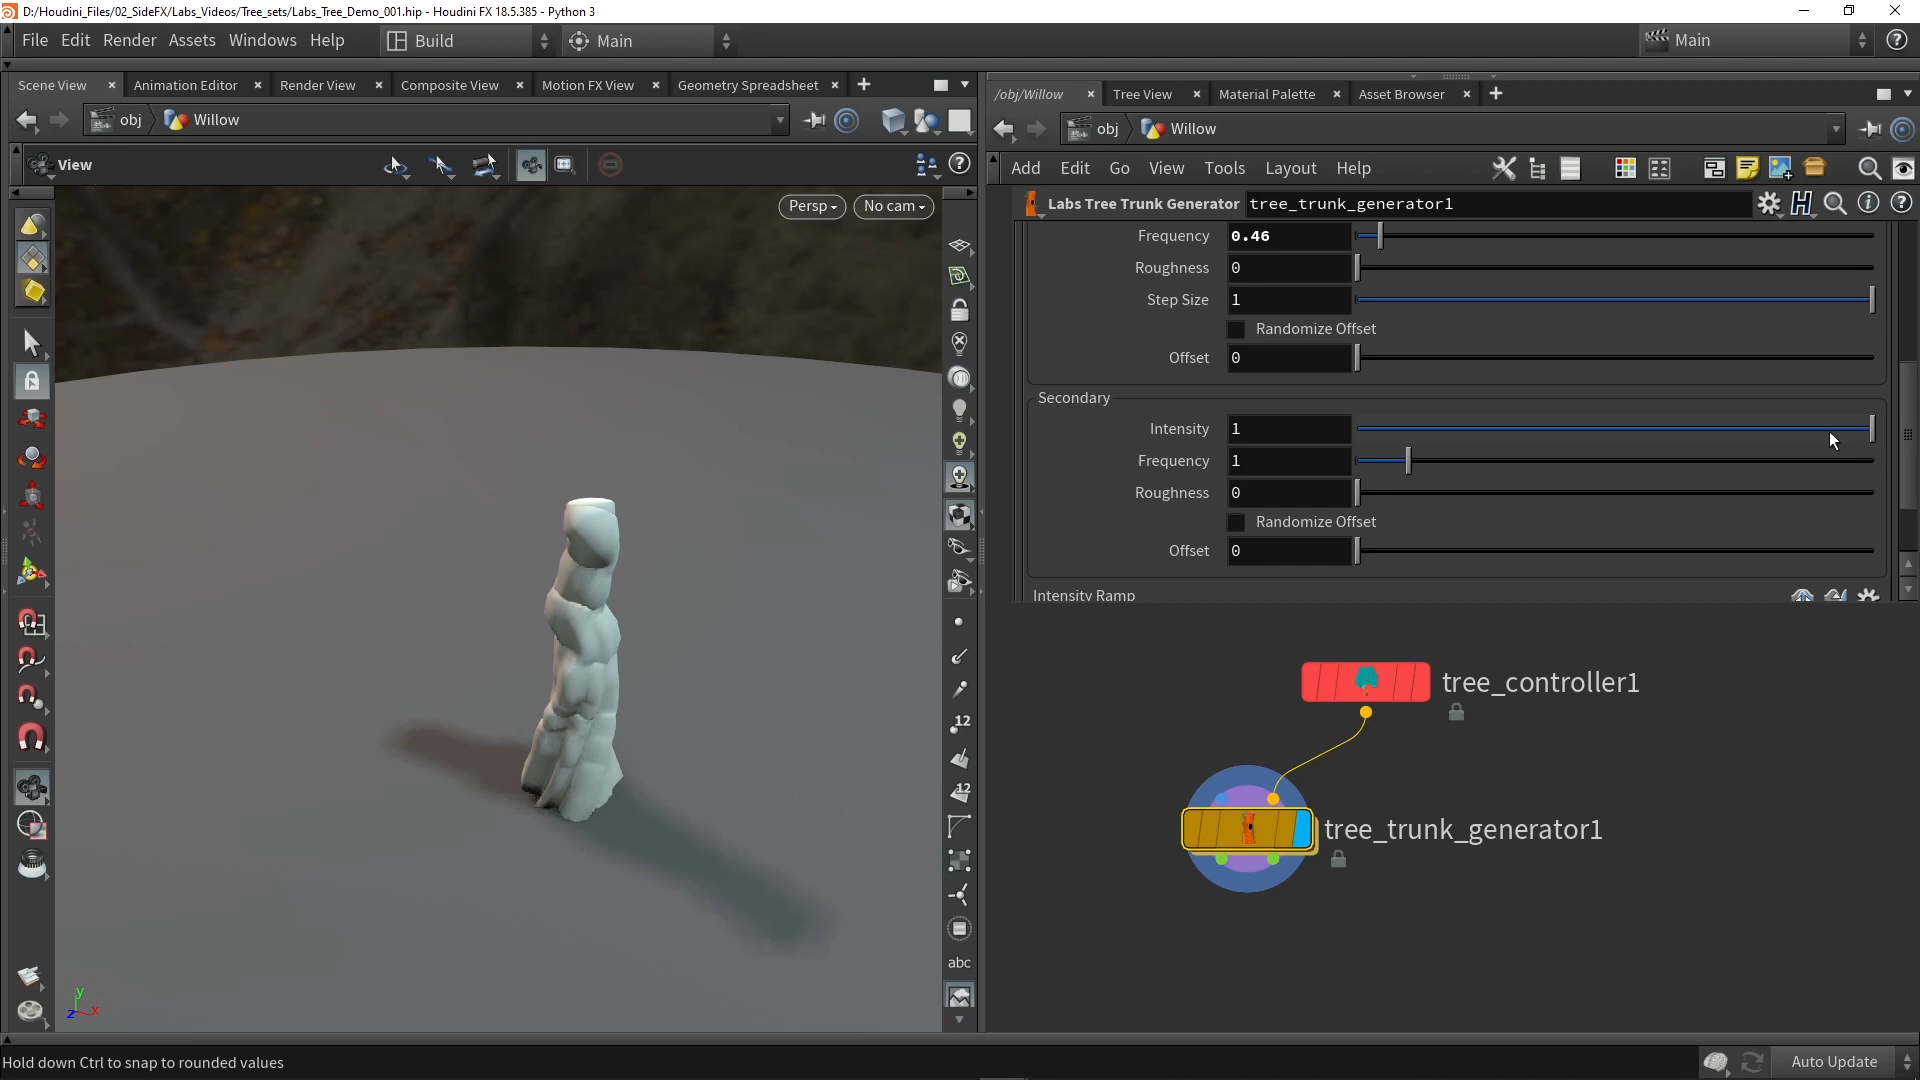 D:/Houdini_Files/02_SideFX/Labs_Videos/Tree_sets/Labs_Tree_Demo_001.hip - Houdini FX 18.5.385 - Python 3
File Edit Render Assets Windows Help Build Main Main
Scene View Animation Editor Render View Composite View Motion FX View Geometry Spreadsheet
obj Willow
View
Persp No cam
12
12
abc
y
z x
/obj/Willow Tree View Material Palette Asset Browser
obj Willow
Add Edit Go View Tools Layout Help
Labs Tree Trunk Generator tree_trunk_generator1
Frequency 0.46
Roughness 0
Step Size 1
Randomize Offset
Offset 0
Secondary
Intensity 1
Frequency 1
Roughness 0
Randomize Offset
Offset 0
Intensity Ramp
tree_controller1
tree_trunk_generator1
Hold down Ctrl to snap to rounded values
Auto Update